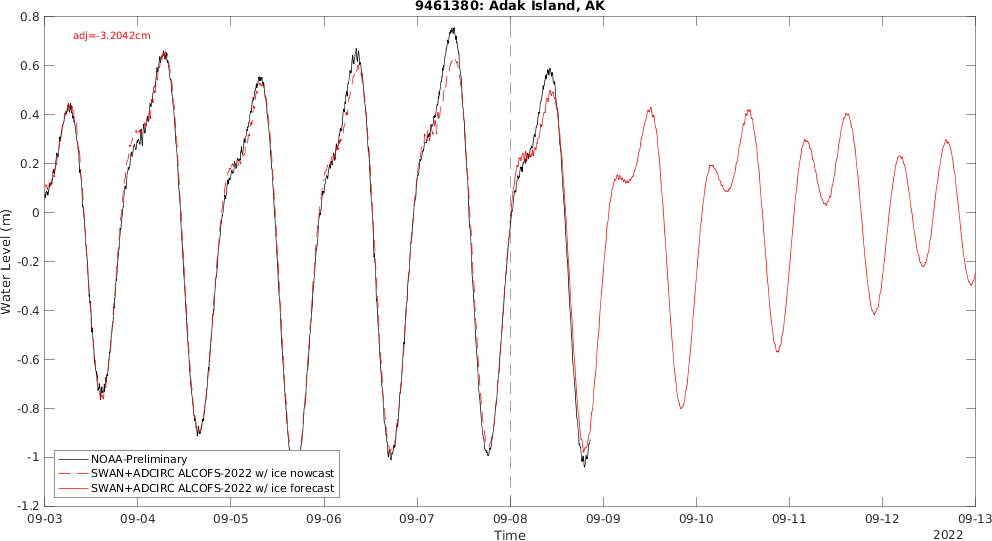 9461380: Adak Island, AK
adj=-3.2042cm
Water Level (m)
0.8
0.6
0.4
0.2
0
-0.2
-0.4
-0.6
-0.8
-1
-1.2
NOAA-Preliminary
SWAN+ADCIRC ALCOFS-2022 w/ ice nowcast
SWAN+ADCIRC ALCOFS-2022 w/ ice forecast
09-03 09-04 09-05 09-06 09-07 09-08 09-09 09-10 09-11 09-12 09-13
Time
2022